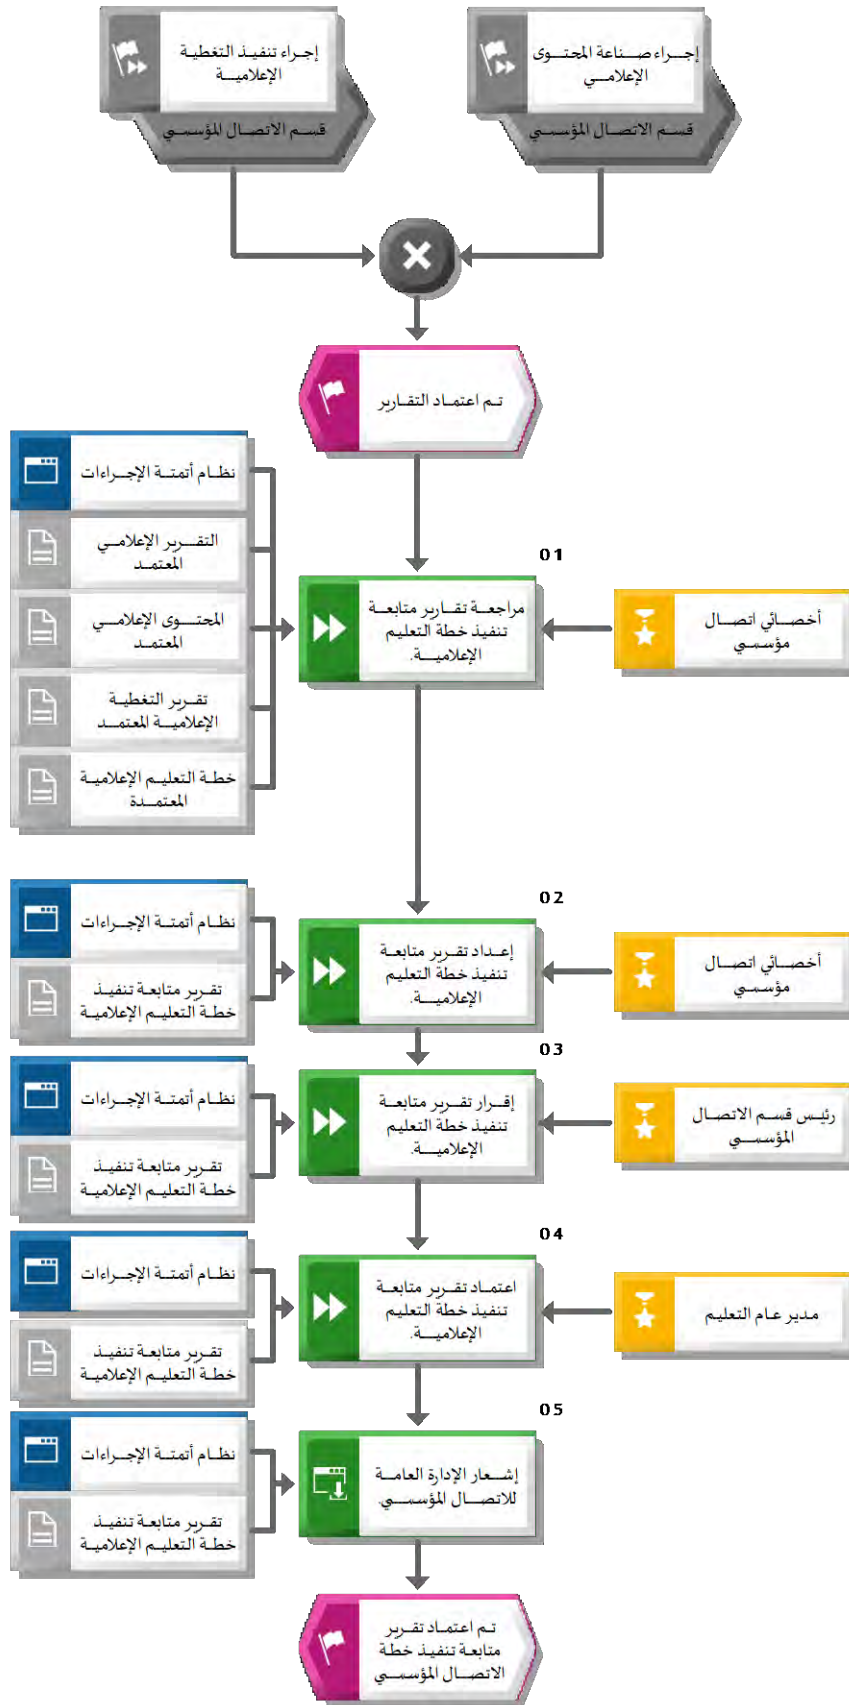 إجراء صناعة المحتوى
الإعلامي
قسم الاتصال المؤسسي
إجراء تنفيذ التغطية
الإعلامية
قسم الاتصال المؤسسي
تم اعتماد التقارير
01
أخصائي اتصال
مؤسسي
مراجعة تقارير متابعة
تنفيذ خطة التعليم
الإعلامية.
نظام أتمتة الإجراءات
التقرير الإعلامي
المعتمد
المحتوى الإعلامي
المعتمد
تقرير التغطية
الإعلامية المعتمد
خطة التعليم الإعلامية
المعتمدة
02
أخصائي اتصال
مؤسسي
إعداد تقرير متابعة
تنفيذ خطة التعليم
الإعلامية.
نظام أتمتة الإجراءات
تقرير متابعة تنفيذ
خطة التعليم الإعلامية
03
رئيس قسم الاتصال
المؤسسي
إقرار تقرير متابعة
تنفيذ خطة التعليم
الإعلامية.
نظام أتمتة الإجراءات
تقرير متابعة تنفيذ
خطة التعليم الإعلامية
04
مدير عام التعليم
اعتماد تقرير متابعة
تنفيذ خطة التعليم
الإعلامية.
نظام أتمتة الإجراءات
تقرير متابعة تنفيذ
خطة التعليم الإعلامية
05
إشعار الإدارة العامة
للاتصال المؤسسي.
نظام أتمتة الإجراءات
تقرير متابعة تنفيذ
خطة التعليم الإعلامية
تم اعتماد تقرير
متابعة تنفيذ خطة
الاتصال المؤسسي